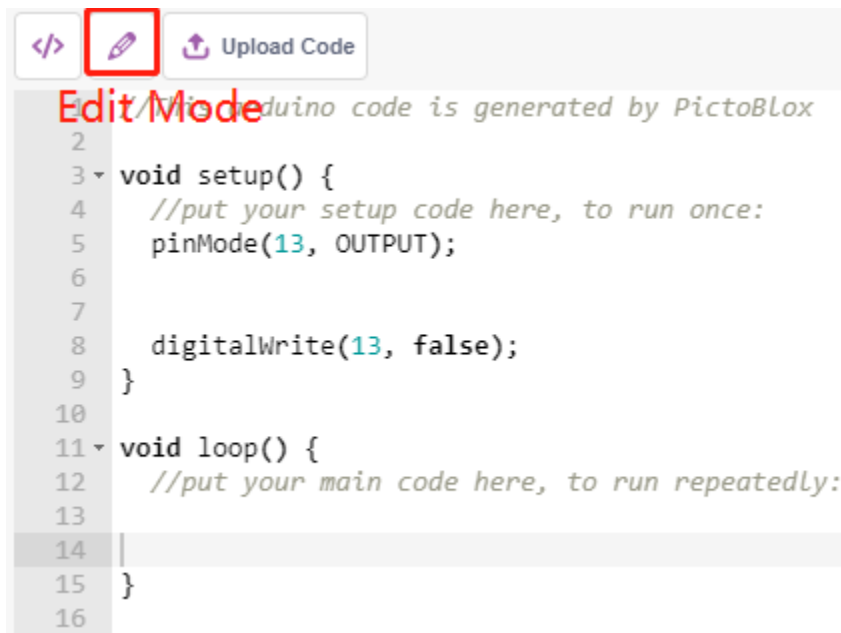 </> Upload Code
Edit Mode
1 //This arduino code is generated by PictoBlox
2
3 void setup() {
4 //put your setup code here, to run once:
5 pinMode(13, OUTPUT);
6
7
8 digitalWrite(13, false);
9 }
10
11 void loop() {
12 //put your main code here, to run repeatedly:
13
14
15 }
16